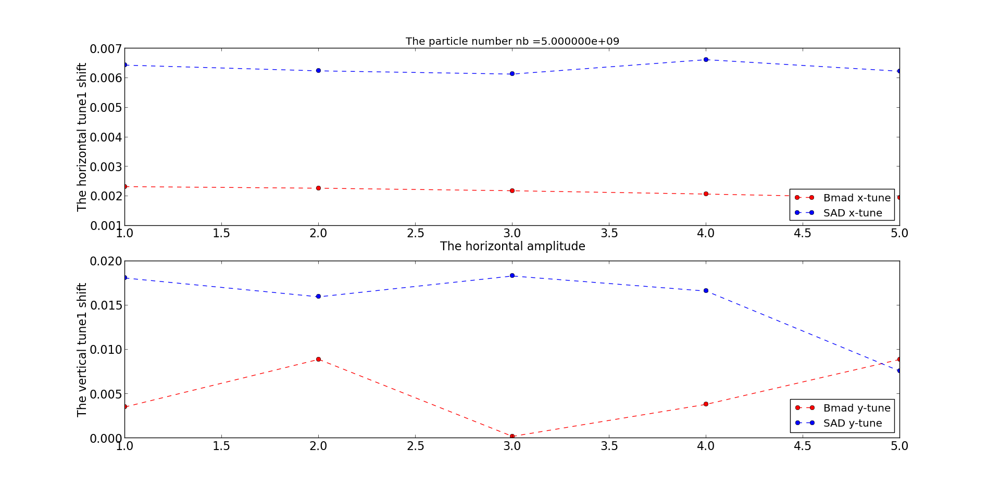 The particle number nb =5.000000e+09
The horizontal tune1 shift
0.007
0.006
0.005
0.004
0.003
0.002
0.001
Bmad x-tune
SAD x-tune
1.0 1.5 2.0 2.5 3.0 3.5 4.0 4.5 5.0
The horizontal amplitude
The vertical tune1 shift
0.020
0.015
0.010
0.005
0.000
Bmad y-tune
SAD y-tune
1.0 1.5 2.0 2.5 3.0 3.5 4.0 4.5 5.0